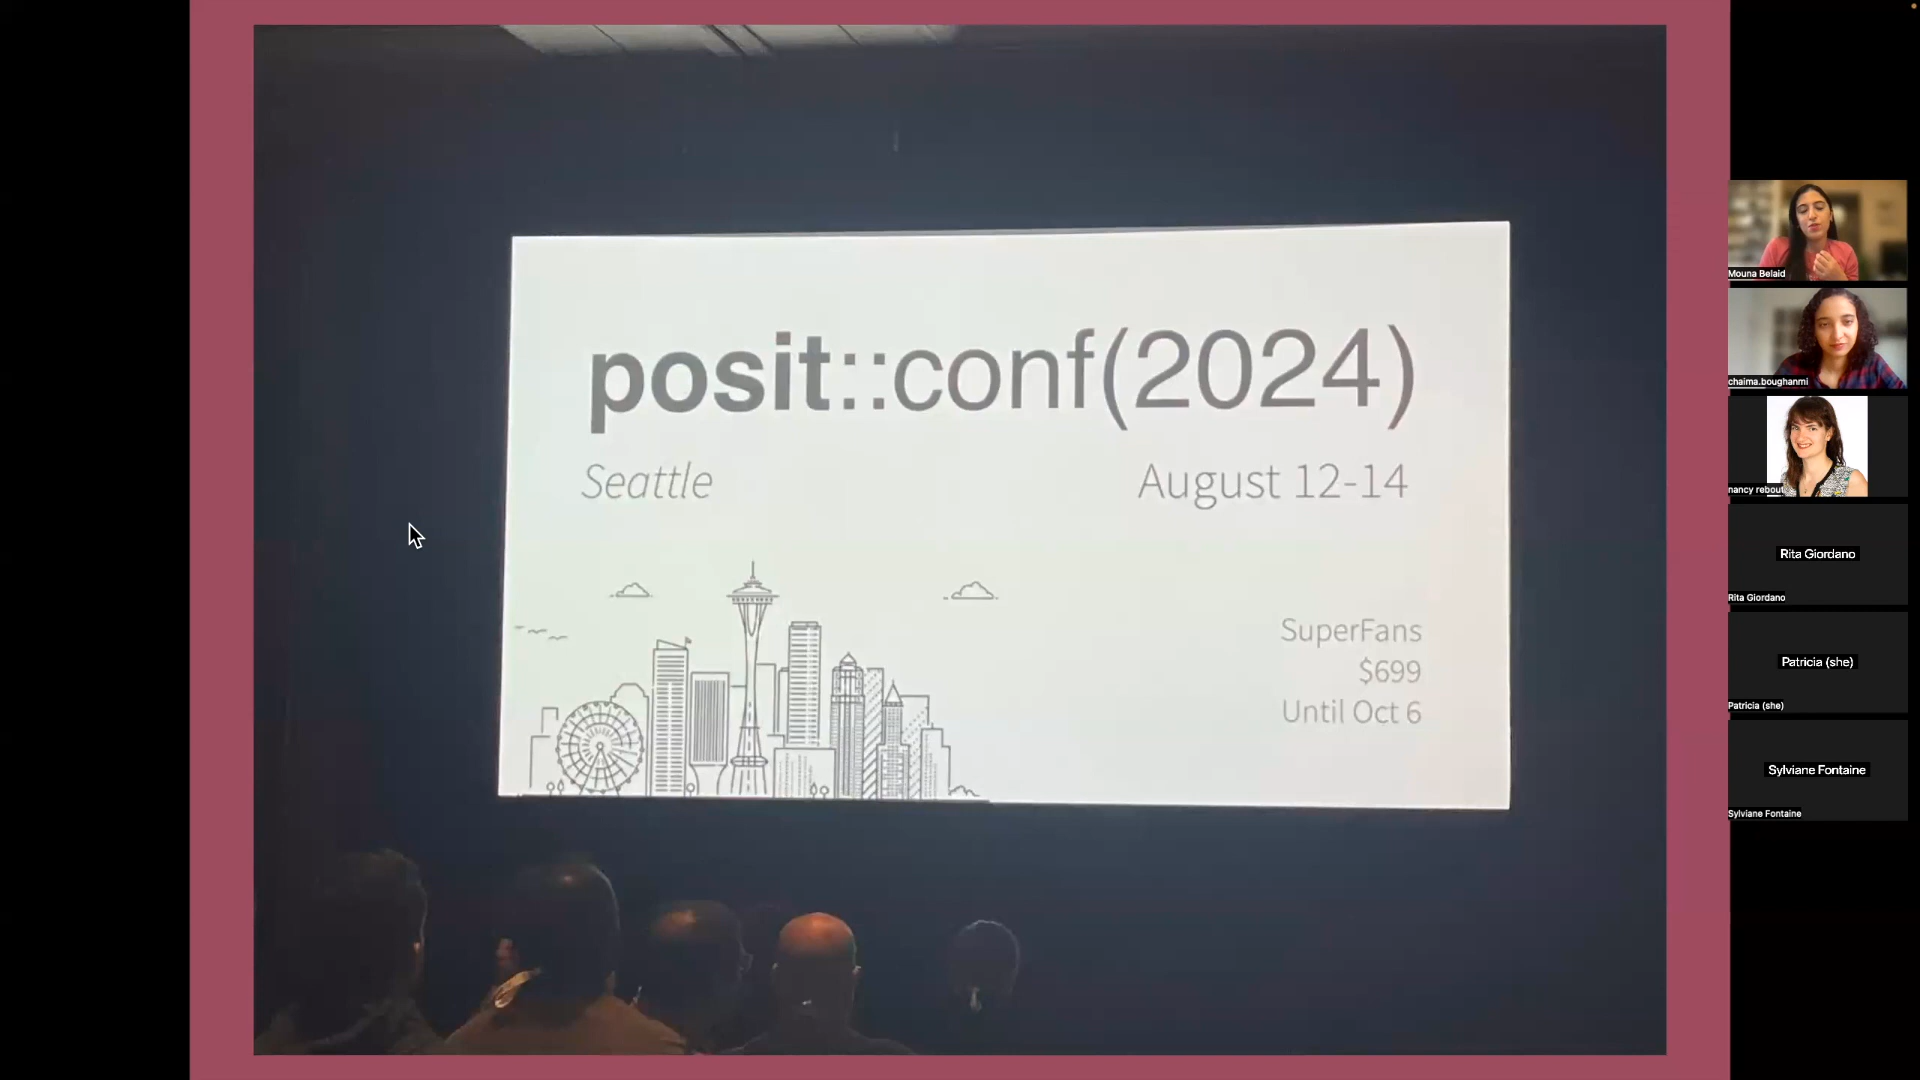 posit::conf(2024)
Seattle
August 12-14
SuperFans
$699
Until Oct 6
Mouna Belaid
chaima.boughanmi
nancy rebout
Rita Giordano
Rita Giordano
Patricia (she)
Patricia (she)
Sylviane Fontaine
Sylviane Fontaine